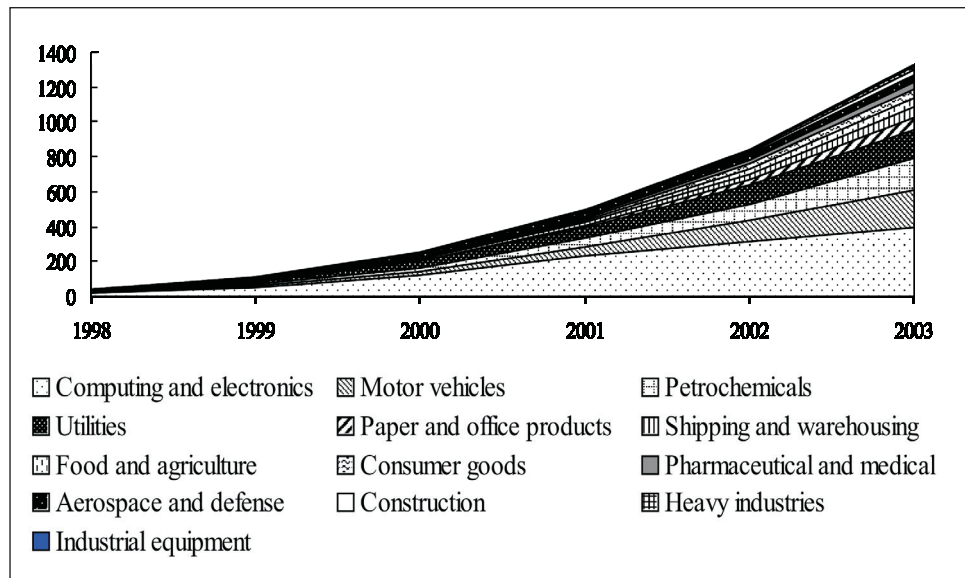 1400
1200
1000
800
600
400
200
0
1998 1999 2000 2001 2002 2003
Computing and electronics Motor vehicles Petrochemicals
Utilities Paper and office products Shipping and warehousing
Food and agriculture Consumer goods Pharmaceutical and medical
Aerospace and defense Construction Heavy industries
Industrial equipment